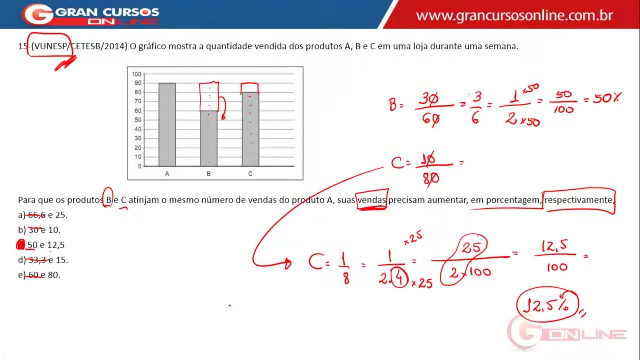 GRAN CURSOS
ONLINE
www.grancursosonline.com.br
15 (VUNESP/CETESB/2014) O gráfico mostra a quantidade vendida dos produtos A, B e C em uma loja durante uma semana.
100
90
80
70
60
50
40
30
20
10
0
A B C
B = 30/60 = 3/6 = 1×50/2×50 = 50/100 = 50%
C = 10/80 =
Para que os produtos B e C atinjam o mesmo número de vendas do produto A, suas vendas precisam aumentar, em porcentagem, respectivamente,
a) 66,6 e 25.
b) 30 e 10.
50 e 12,5.
d) 33,3 e 15.
e) 60 e 80.
C = 1/8 = 1×25/2.4×25 = 25/2.100 = 12,5/100 =
12,5%
GRAN CURSOS
ONLINE